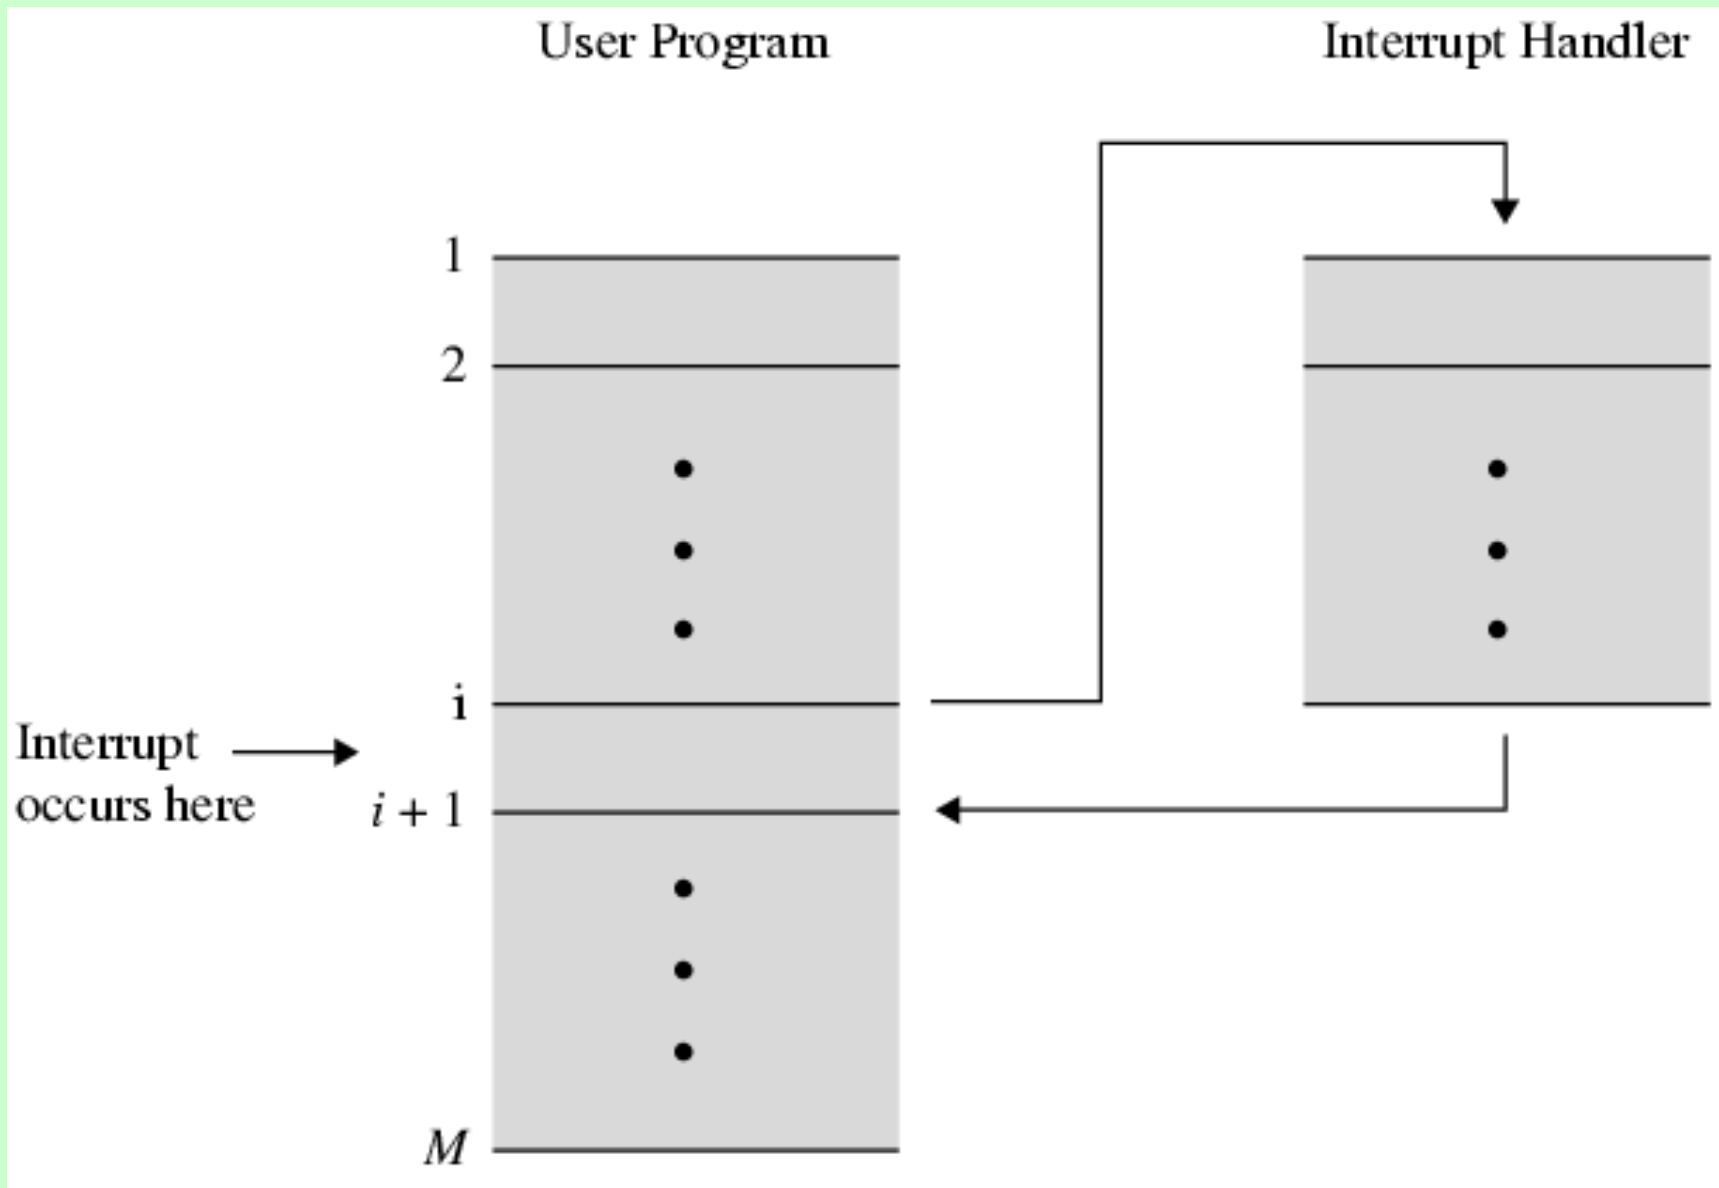 User Program
Interrupt Handler
1
2
i
Interrupt
occurs here
i + 1
M